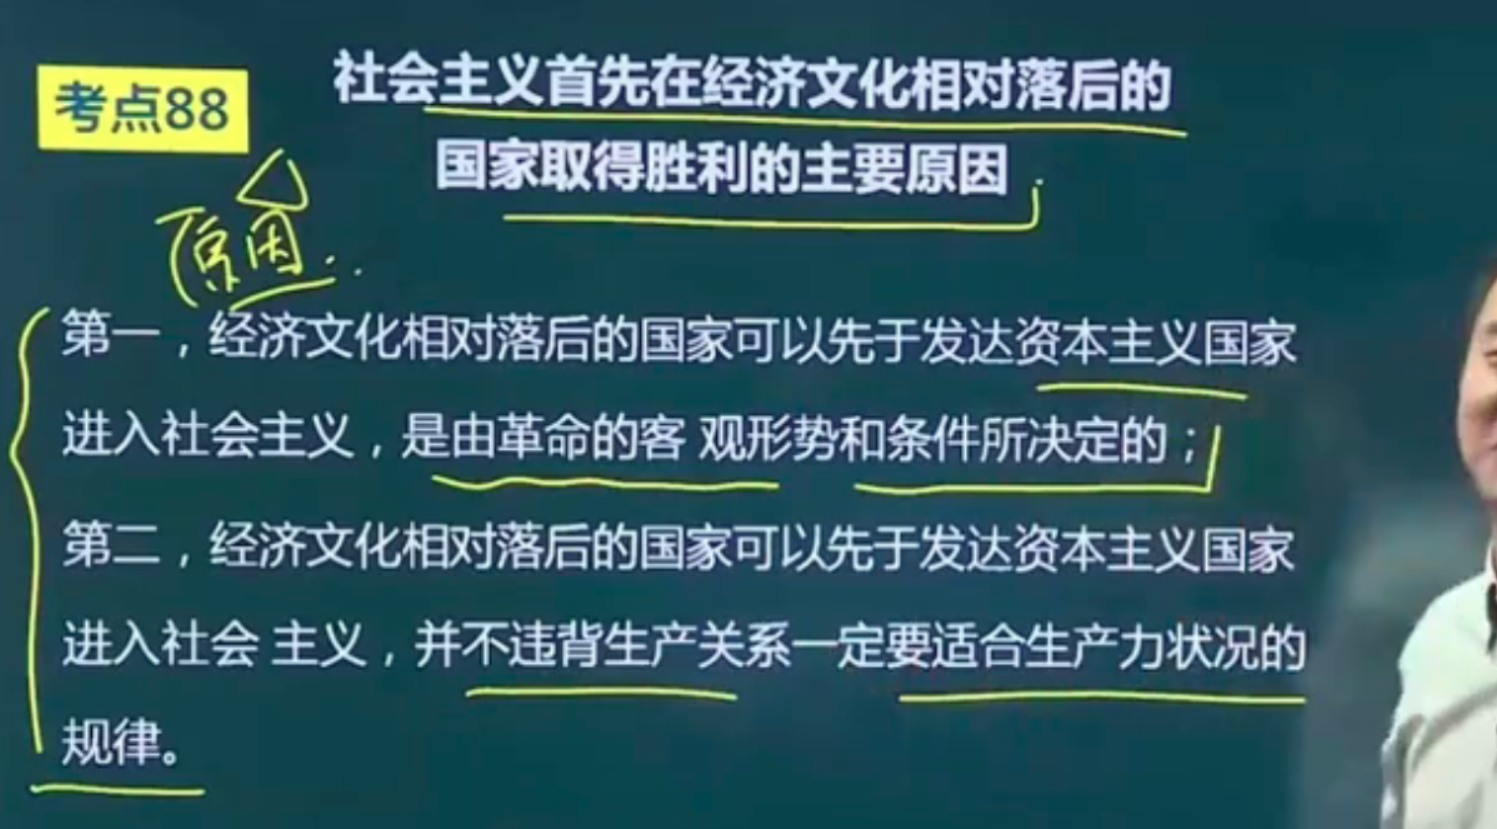 考点88
社会主义首先在经济文化相对落后的
国家取得胜利的主要原因
原因
第一，经济文化相对落后的国家可以先于发达资本主义国家
进入社会主义，是由革命的客 观形势和条件所决定的；
第二，经济文化相对落后的国家可以先于发达资本主义国家
进入社会 主义，并不违背生产关系一定要适合生产力状况的
规律。